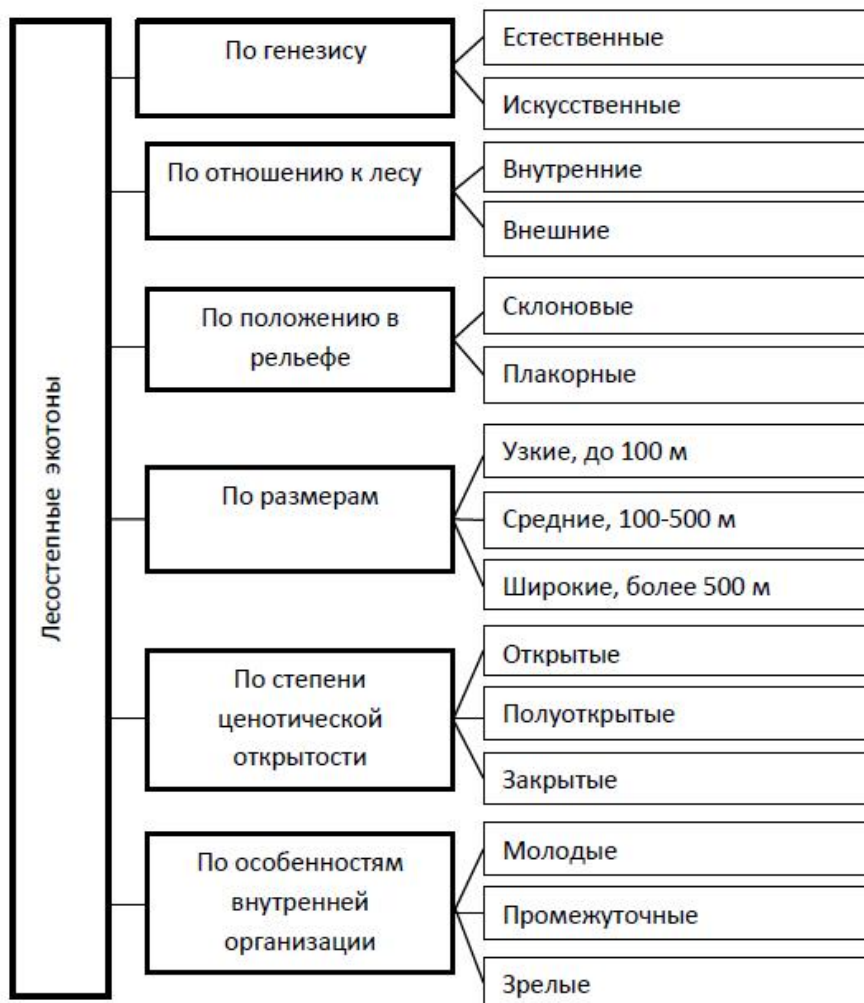 Лесостепные экотоны
По генезису
Естественные
Искусственные
По отношению к лесу
Внутренние
Внешние
По положению в
рельефе
Склоновые
Плакорные
По размерам
Узкие, до 100 м
Средние, 100-500 м
Широкие, более 500 м
По степени
ценотической
открытости
Открытые
Полуоткрытые
Закрытые
По особенностям
внутренней
организации
Молодые
Промежуточные
Зрелые